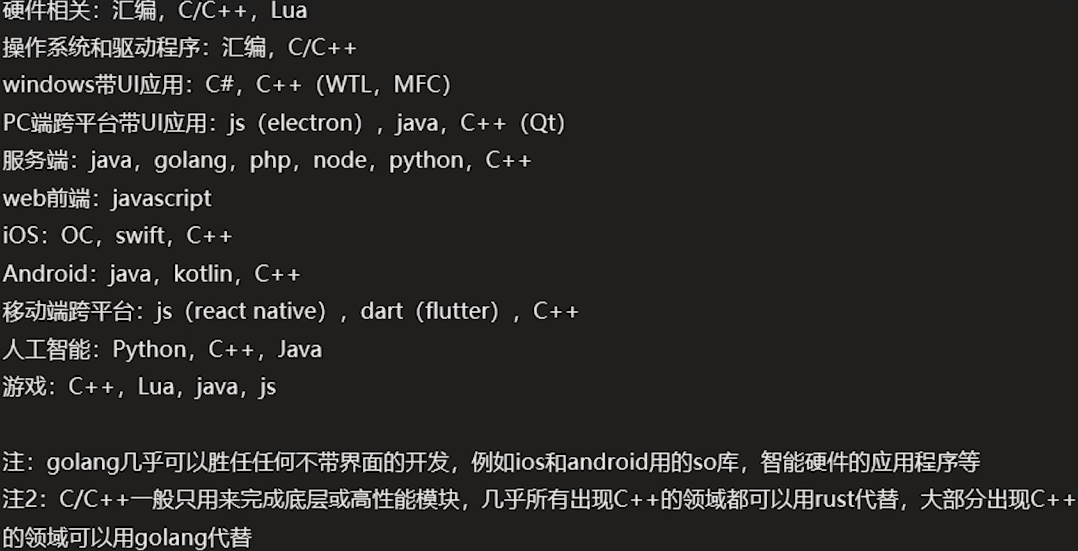 硬件相关：汇编，C/C++，Lua
操作系统和驱动程序：汇编，C/C++
windows带UI应用：C#，C++（WTL，MFC）
PC端跨平台带UI应用：js（electron），java，C++（Qt）
服务端：java，golang，php，node，python，C++
web前端：javascript
iOS：OC，swift，C++
Android：java，kotlin，C++
移动端跨平台：js（react native），dart（flutter），C++
人工智能：Python，C++，Java
游戏：C++，Lua，java，js
注：golang几乎可以胜任任何不带界面的开发，例如ios和android用的so库，智能硬件的应用程序等
注2：C/C++一般只用来完成底层或高性能模块，几乎所有出现C++的领域都可以用rust代替，大部分出现C++
的领域可以用golang代替